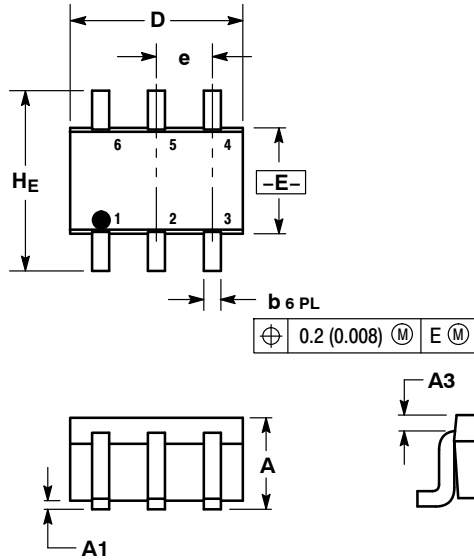 D
e
6 5 4
HE
–E–
1 2 3
b 6 PL
⌖ 0.2 (0.008) Ⓜ E Ⓜ
A3
A
A1